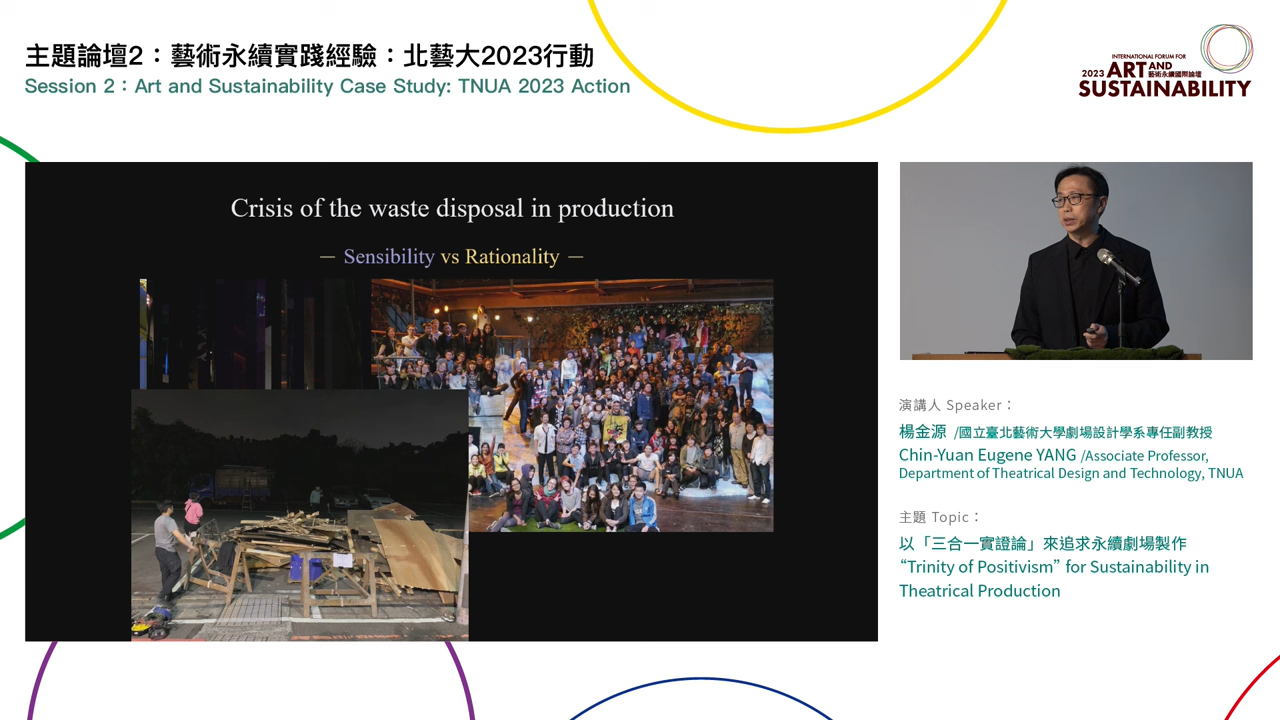 主題論壇2：藝術永續實踐經驗：北藝大2023行動
Session 2：Art and Sustainability Case Study: TNUA 2023 Action
INTERNATIONAL FORUM FOR
2023 ART AND
藝術永續國際論壇
SUSTAINABILITY
Crisis of the waste disposal in production
— Sensibility vs Rationality —
演講人 Speaker：
楊金源 /國立臺北藝術大學劇場設計學系專任副教授
Chin-Yuan Eugene YANG /Associate Professor,
Department of Theatrical Design and Technology, TNUA
主題 Topic：
以「三合一實證論」來追求永續劇場製作
“Trinity of Positivism” for Sustainability in
Theatrical Production